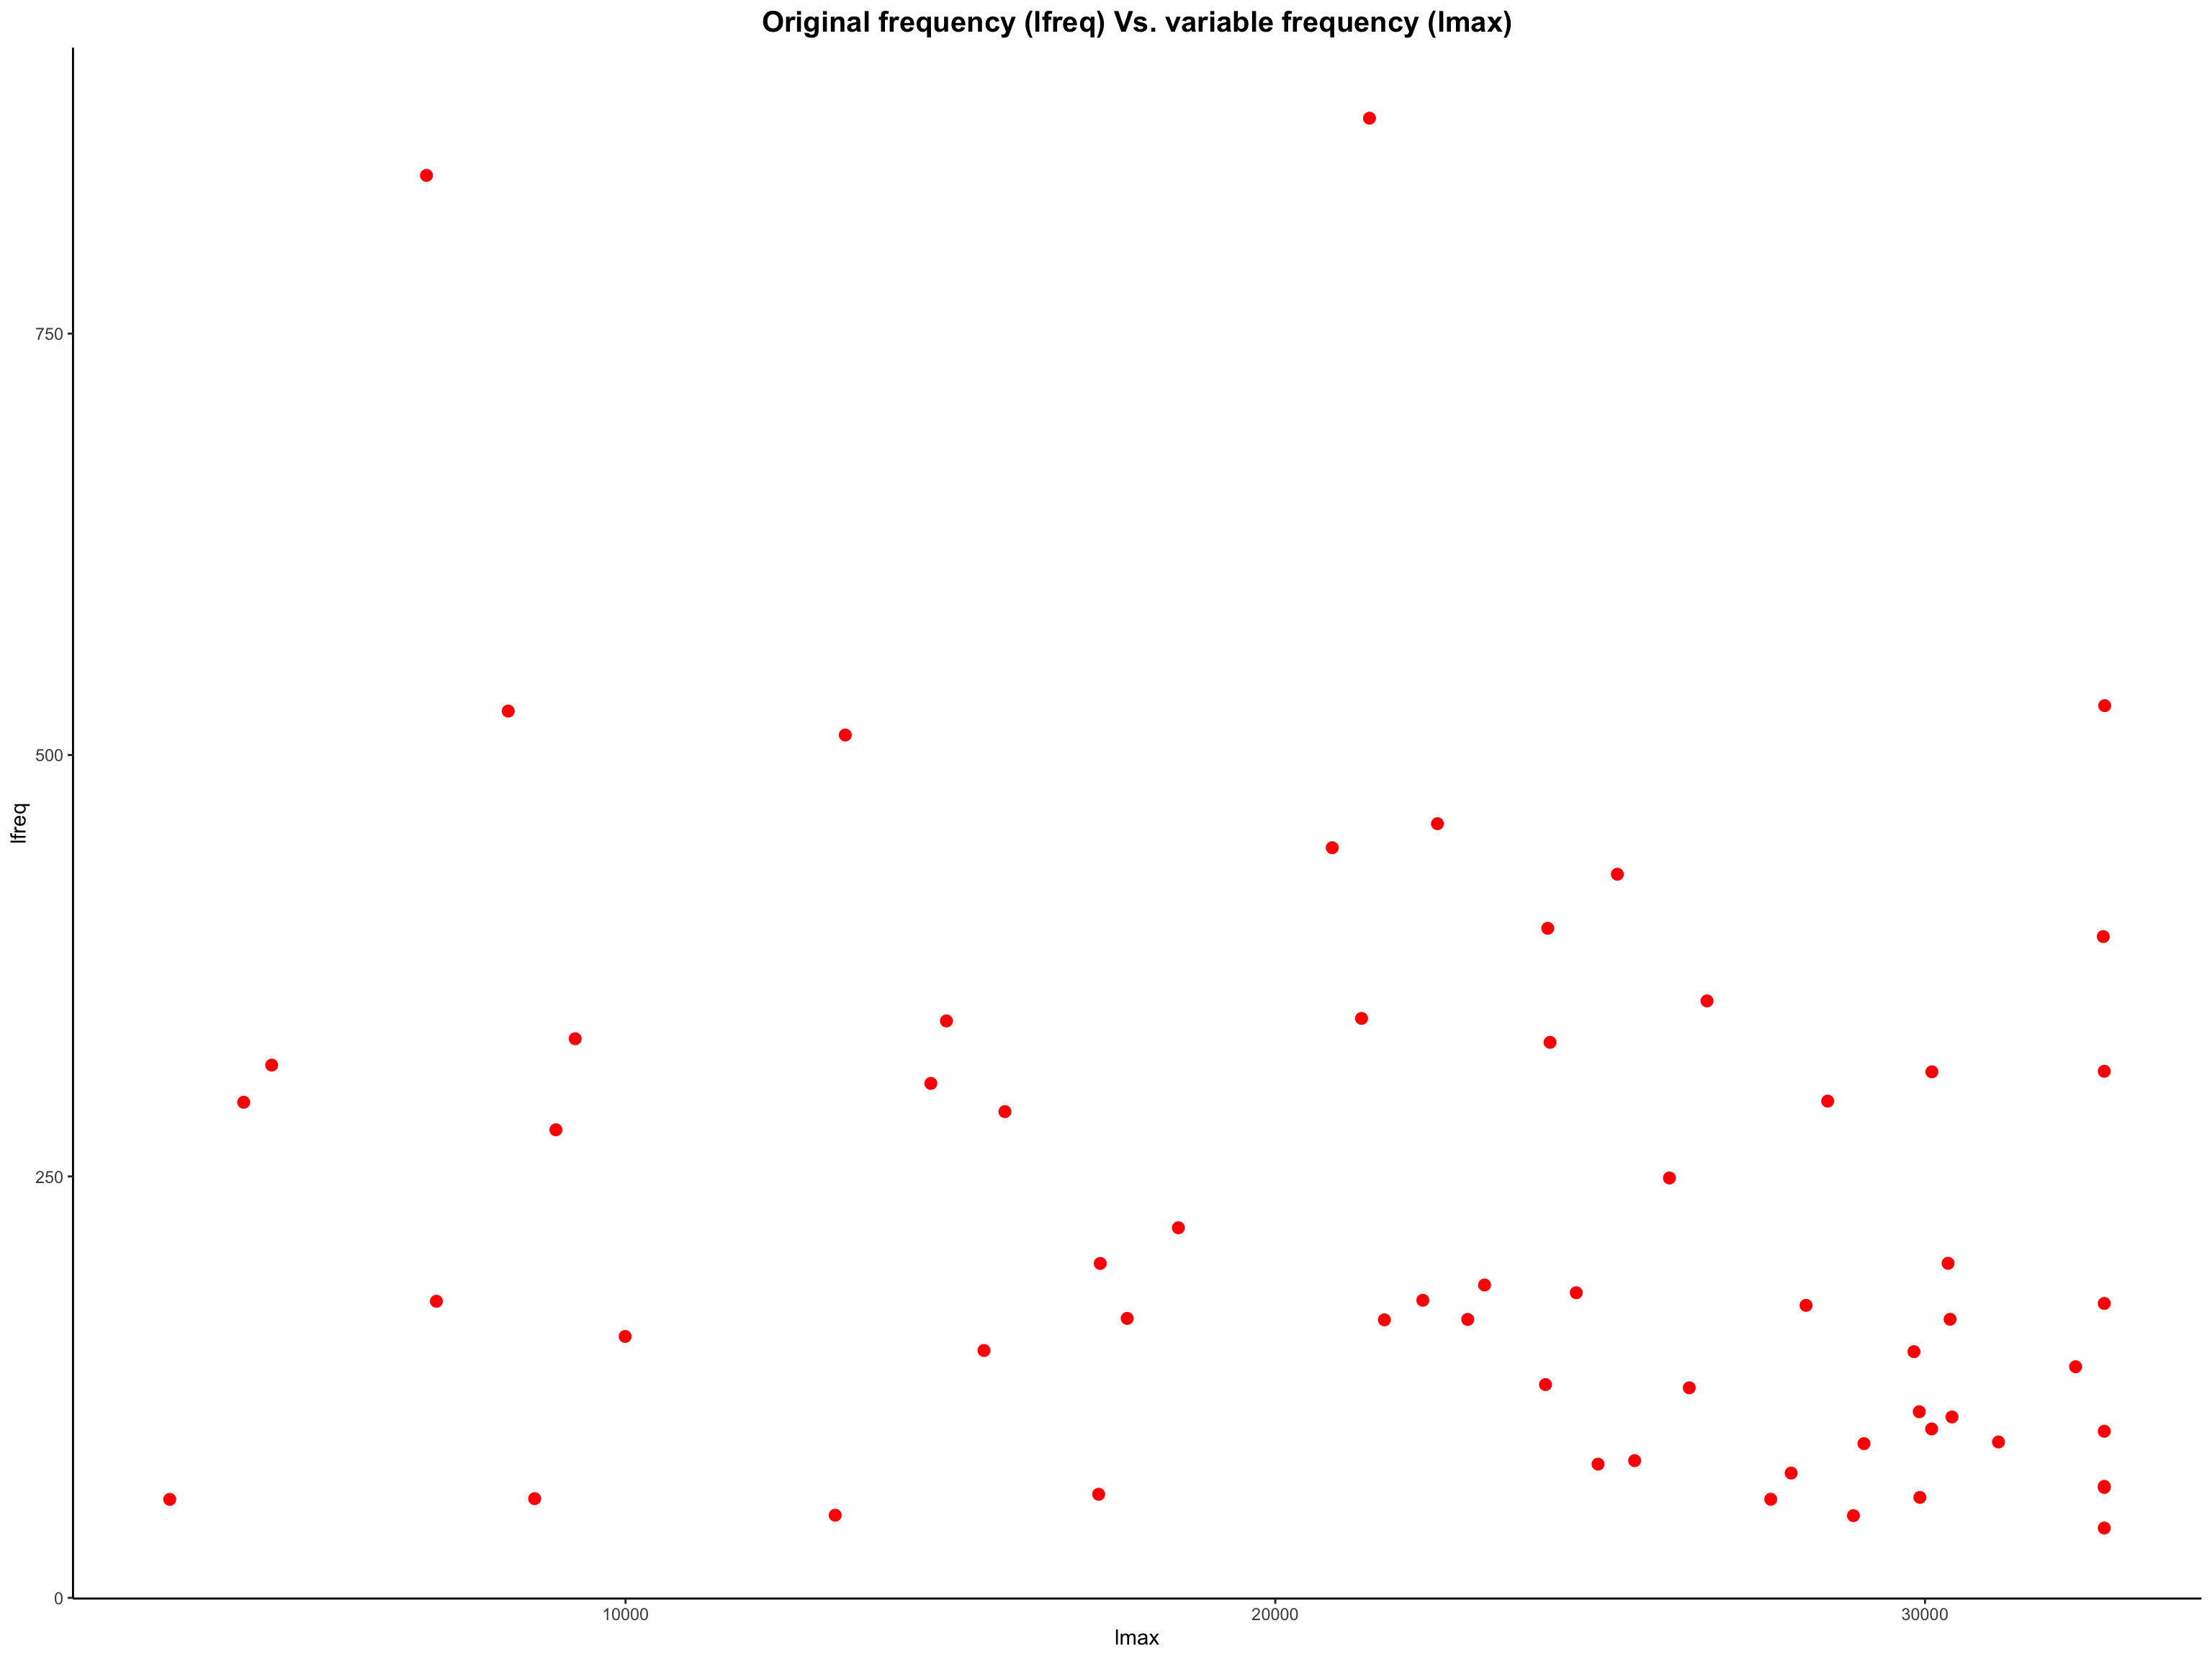 Original frequency (lfreq) Vs. variable frequency (lmax)
750
500
lfreq
250
0
10000
20000
30000
lmax